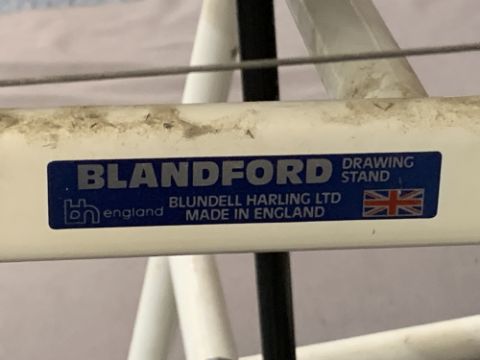 BLANDFORD DRAWING STAND
bh england BLUNDELL HARLING LTD
MADE IN ENGLAND